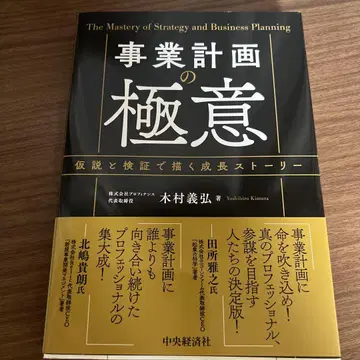 The Mastery of Strategy and Business Planning
事業計画
の
極意
仮説と検証で描く成長ストーリー
株式会社プロフィナンス
代表取締役
木村義弘 著
Yoshihiro Kimura
事業計画に
命を吹き込め!
真のプロフェッショナル、
参謀を目指す
人たちの決定版!
田所雅之氏
事業計画に
誰よりも
向き合い続けた
プロフェッショナルの
集大成!
北嶋貴朗氏
中央経済社